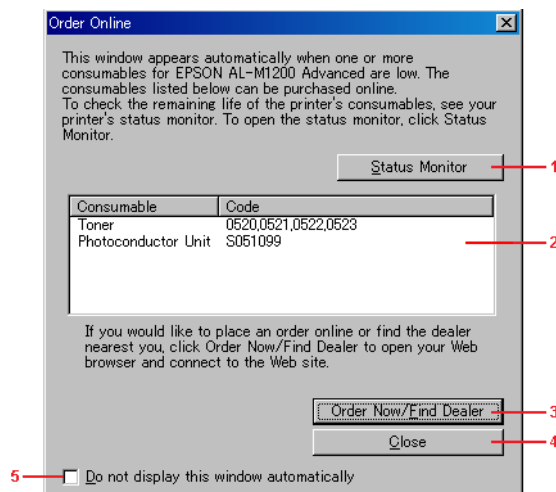 Order Online
This window appears automatically when one or more
consumables for EPSON AL-M1200 Advanced are low. The
consumables listed below can be purchased online.
To check the remaining life of the printer's consumables, see your
printer's status monitor. To open the status monitor, click Status
Monitor.
Status Monitor
1
Consumable Code
Toner 0520,0521,0522,0523
Photoconductor Unit S051099
2
If you would like to place an order online or find the dealer
nearest you, click Order Now/Find Dealer to open your Web
browser and connect to the Web site.
Order Now/Find Dealer
3
Close
4
5
Do not display this window automatically